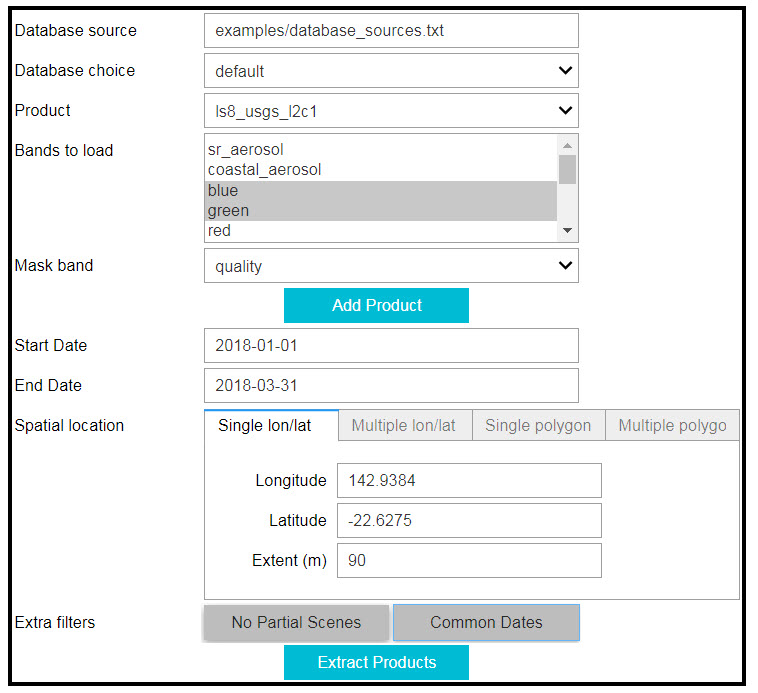 Database source examples/database_sources.txt
Database choice default
Product ls8_usgs_l2c1
Bands to load
sr_aerosol
coastal_aerosol
blue
green
red
Mask band quality
Add Product
Start Date 2018-01-01
End Date 2018-03-31
Spatial location Single lon/lat Multiple lon/lat Single polygon Multiple polygo
Longitude 142.9384
Latitude -22.6275
Extent (m) 90
Extra filters No Partial Scenes Common Dates
Extract Products